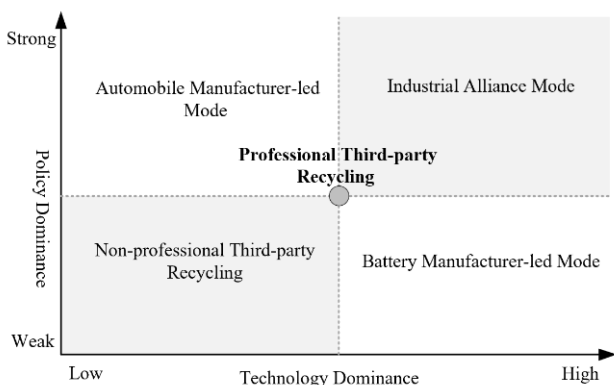 Strong
Automobile Manufacturer-led
Mode
Industrial Alliance Mode
Professional Third-party
Recycling
Policy Dominance
Non-professional Third-party
Recycling
Battery Manufacturer-led Mode
Weak
Low
Technology Dominance
High